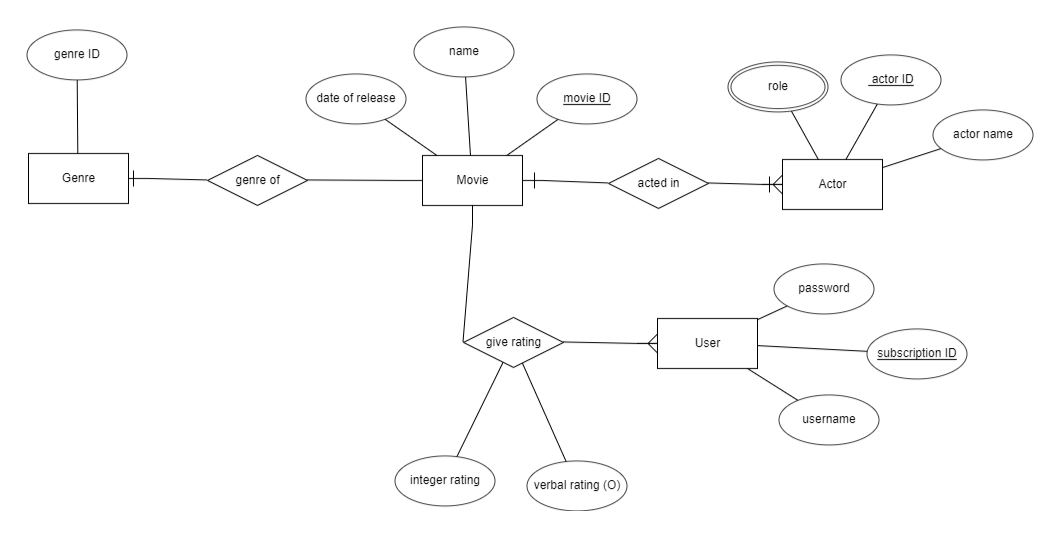 genre ID
name
date of release
movie ID
role
actor ID
actor name
Genre
genre of
Movie
acted in
Actor
password
give rating
User
subscription ID
username
integer rating
verbal rating (O)